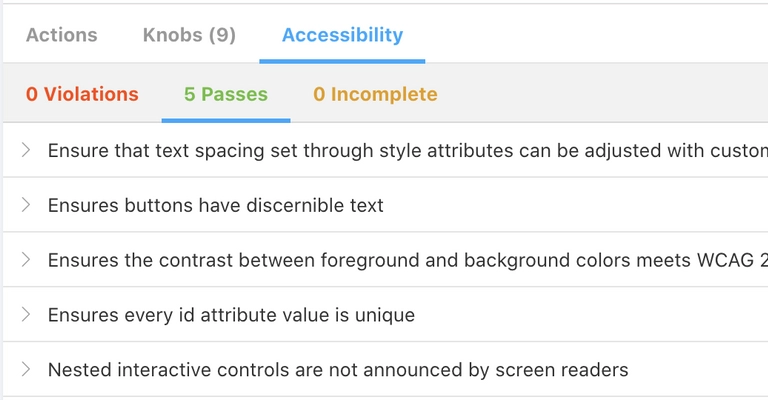 Actions Knobs (9) Accessibility
0 Violations 5 Passes 0 Incomplete
Ensure that text spacing set through style attributes can be adjusted with
Ensures buttons have discernible text
Ensures the contrast between foreground and background colors meets WCAG 2
Ensures every id attribute value is unique
Nested interactive controls are not announced by screen readers